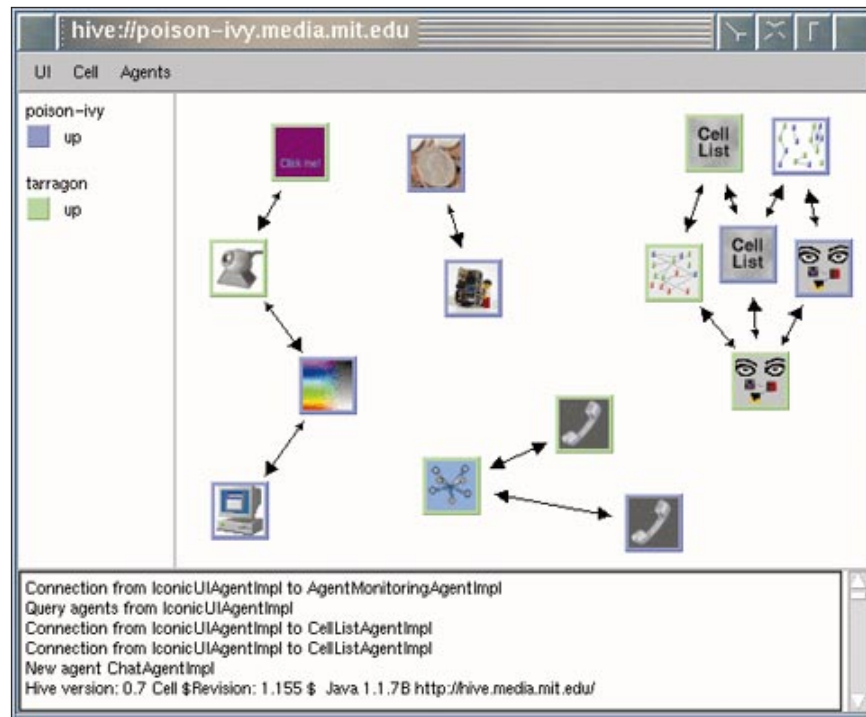 hive://poison-ivy.media.mit.edu
UI Cell Agents
poison-ivy
up
tarragon
up
Click me!
Cell
List
Cell
List
Connection from IconicUIAgentImpl to AgentMonitoringAgentImpl
Query agents from IconicUIAgentImpl
Connection from IconicUIAgentImpl to CellListAgentImpl
Connection from IconicUIAgentImpl to CellListAgentImpl
New agent ChatAgentImpl
Hive version: 0.7 Cell $Revision: 1.155 $ Java 1.1.7B http://hive.media.mit.edu/